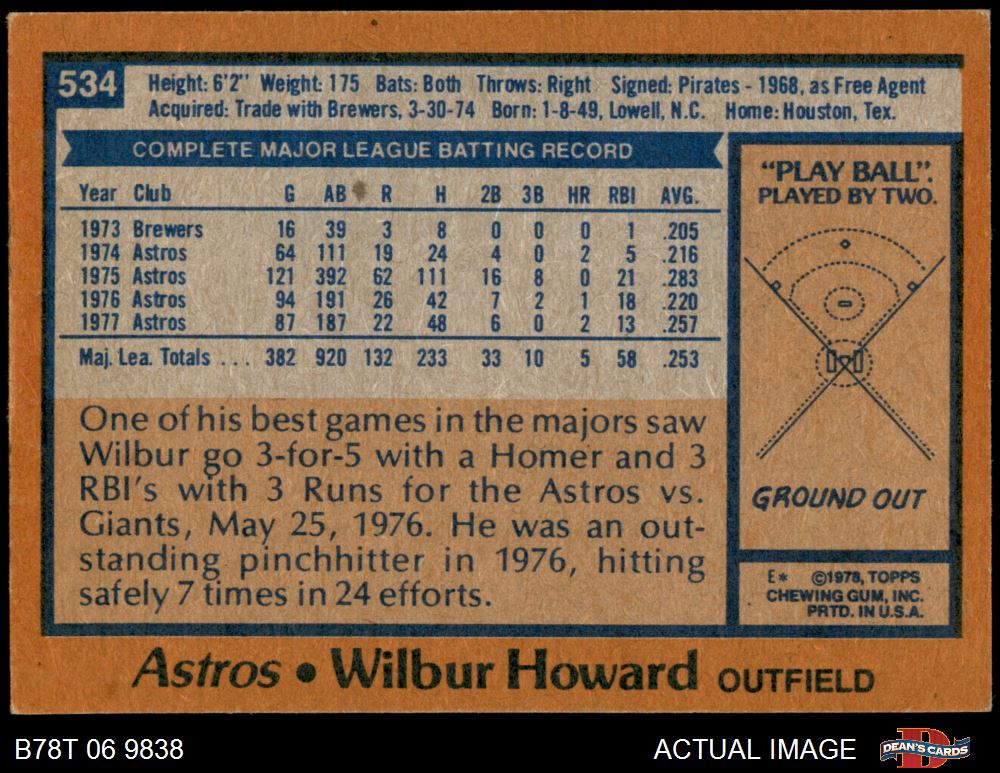 534
Height: 6'2" Weight: 175 Bats: Both Throws: Right Signed: Pirates - 1968, as Free Agent
Acquired: Trade with Brewers, 3-30-74 Born: 1-8-49, Lowell, N.C. Home: Houston, Tex.
COMPLETE MAJOR LEAGUE BATTING RECORD
Year Club G AB R H 2B 3B HR RBI AVG.
1973 Brewers 16 39 3 8 0 0 0 1 .205
1974 Astros 64 111 19 24 4 0 2 5 .216
1975 Astros 121 392 62 111 16 8 0 21 .283
1976 Astros 94 191 26 42 7 2 1 18 .220
1977 Astros 87 187 22 48 6 0 2 13 .257
Maj. Lea. Totals . . . 382 920 132 233 33 10 5 58 .253
One of his best games in the majors saw
Wilbur go 3-for-5 with a Homer and 3
RBI's with 3 Runs for the Astros vs.
Giants, May 25, 1976. He was an out-
standing pinchhitter in 1976, hitting
safely 7 times in 24 efforts.
"PLAY BALL".
PLAYED BY TWO.
GROUND OUT
E* ©1978, TOPPS
CHEWING GUM, INC.
PRTD. IN U.S.A.
Astros • Wilbur Howard OUTFIELD
B78T 06 9838
ACTUAL IMAGE
DEAN'S CARDS